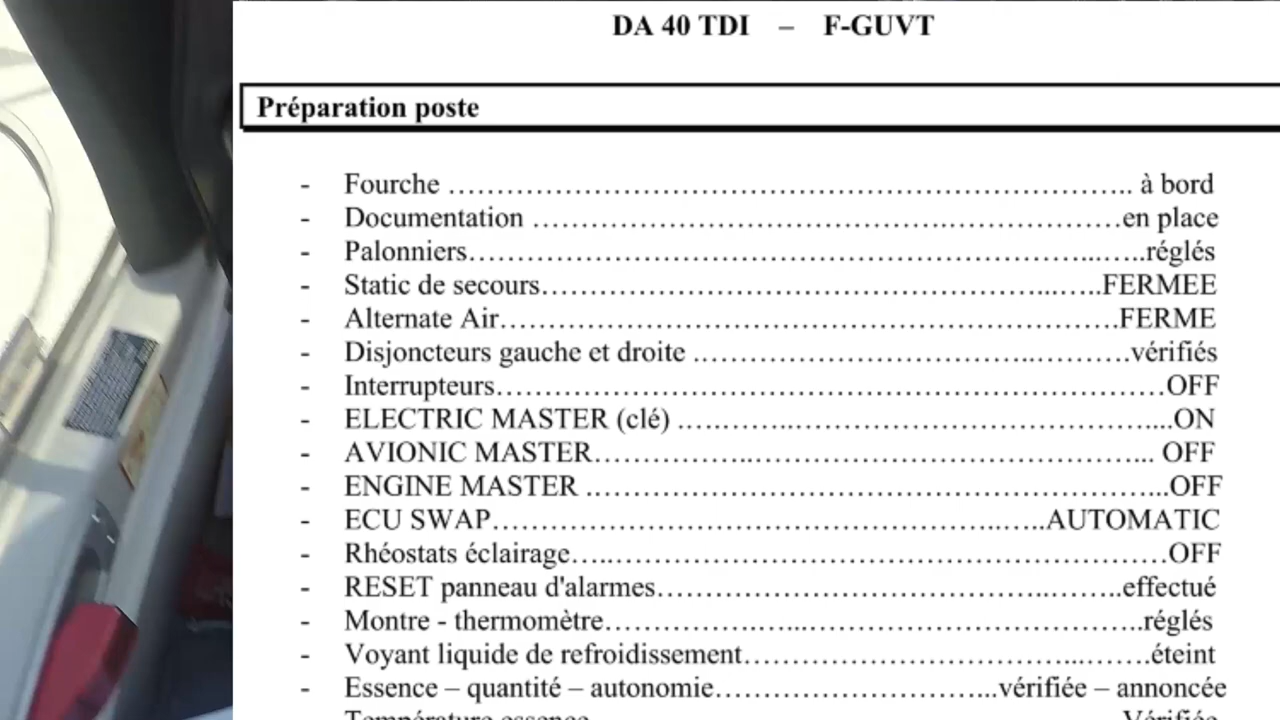 DA 40 TDI – F-GUVT
Préparation poste
- Fourche ……………………………………………………………………….. à bord
- Documentation …………………………………………….……………….en place
- Palonniers………………………………………………………………...…..réglés
- Static de secours…………………………………………………...…..FERMEE
- Alternate Air……………………………………………………………….FERME
- Disjoncteurs gauche et droite ..………………………………..……….vérifiés
- Interrupteurs……………………………………………………………………OFF
- ELECTRIC MASTER (clé) …..…….……………………………………....ON
- AVIONIC MASTER……………..……………………………………….... OFF
- ENGINE MASTER .…………………………………………………………...OFF
- ECU SWAP………………………………………………..…..AUTOMATIC
- Rhéostats éclairage…..……………………………………………………….OFF
- RESET panneau d'alarmes……………………………………..……..effectué
- Montre - thermomètre…………….…...…………………………………..réglés
- Voyant liquide de refroidissement………………………………...…….éteint
- Essence – quantité – autonomie…………………………...vérifiée – annoncée
Température essence Vérifiée